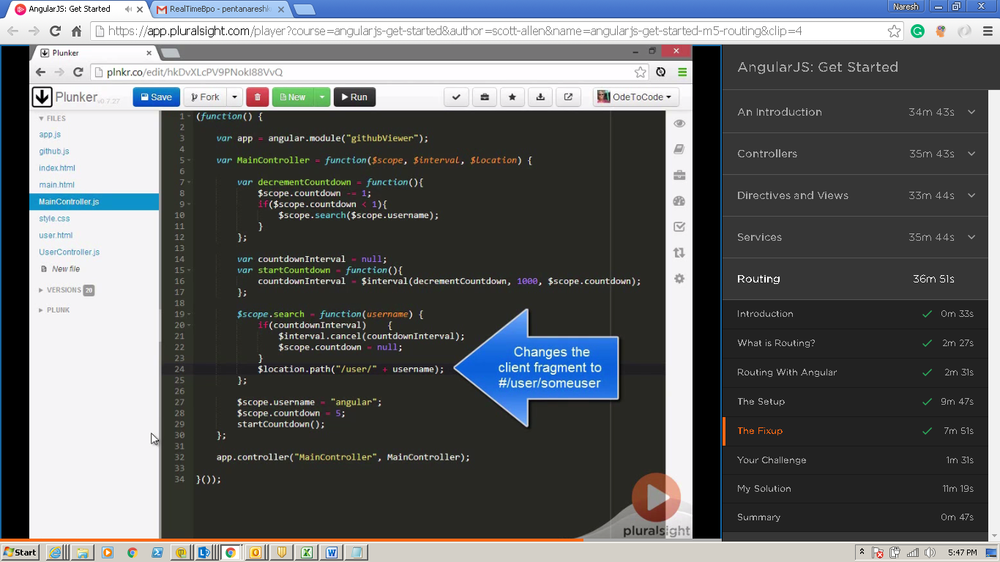 AngularJS: Get Started
RealTimeBpo - pentanaresh
Naresh
https://app.pluralsight.com/player?course=angularjs-get-started&author=scott-allen&name=angularjs-get-started-m5-routing&clip=4
Plunker
plnkr.co/edit/hkDvXLcPV9PNokI88VvQ
Plunker v0.7.27
Save
Fork
New
Run
OdeToCode
FILES
app.js
github.js
index.html
main.html
MainController.js
style.css
user.html
UserController.js
New file
VERSIONS 20
PLUNK
1 (function() {
2
3 var app = angular.module("githubViewer");
4
5 var MainController = function($scope, $interval, $location) {
6
7 var decrementCountdown = function(){
8 $scope.countdown -= 1;
9 if($scope.countdown < 1){
10 $scope.search($scope.username);
11 }
12 };
13
14 var countdownInterval = null;
15 var startCountdown = function(){
16 countdownInterval = $interval(decrementCountdown, 1000, $scope.countdown);
17 };
18
19 $scope.search = function(username) {
20 if(countdownInterval) {
21 $interval.cancel(countdownInterval);
22 $scope.countdown = null;
23 }
24 $location.path("/user/" + username);
25 };
26
27 $scope.username = "angular";
28 $scope.countdown = 5;
29 startCountdown();
30 };
31
32 app.controller("MainController", MainController);
33
34 }());
Changes the
client fragment to
#/user/someuser
pluralsight
AngularJS: Get Started
An Introduction 34m 43s
Controllers 35m 43s
Directives and Views 33m 44s
Services 35m 44s
Routing 36m 51s
Introduction 0m 33s
What is Routing? 2m 27s
Routing With Angular 2m 31s
The Setup 9m 47s
The Fixup 7m 51s
Your Challenge 1m 31s
My Solution 11m 19s
Summary 0m 47s
Start
5:47 PM